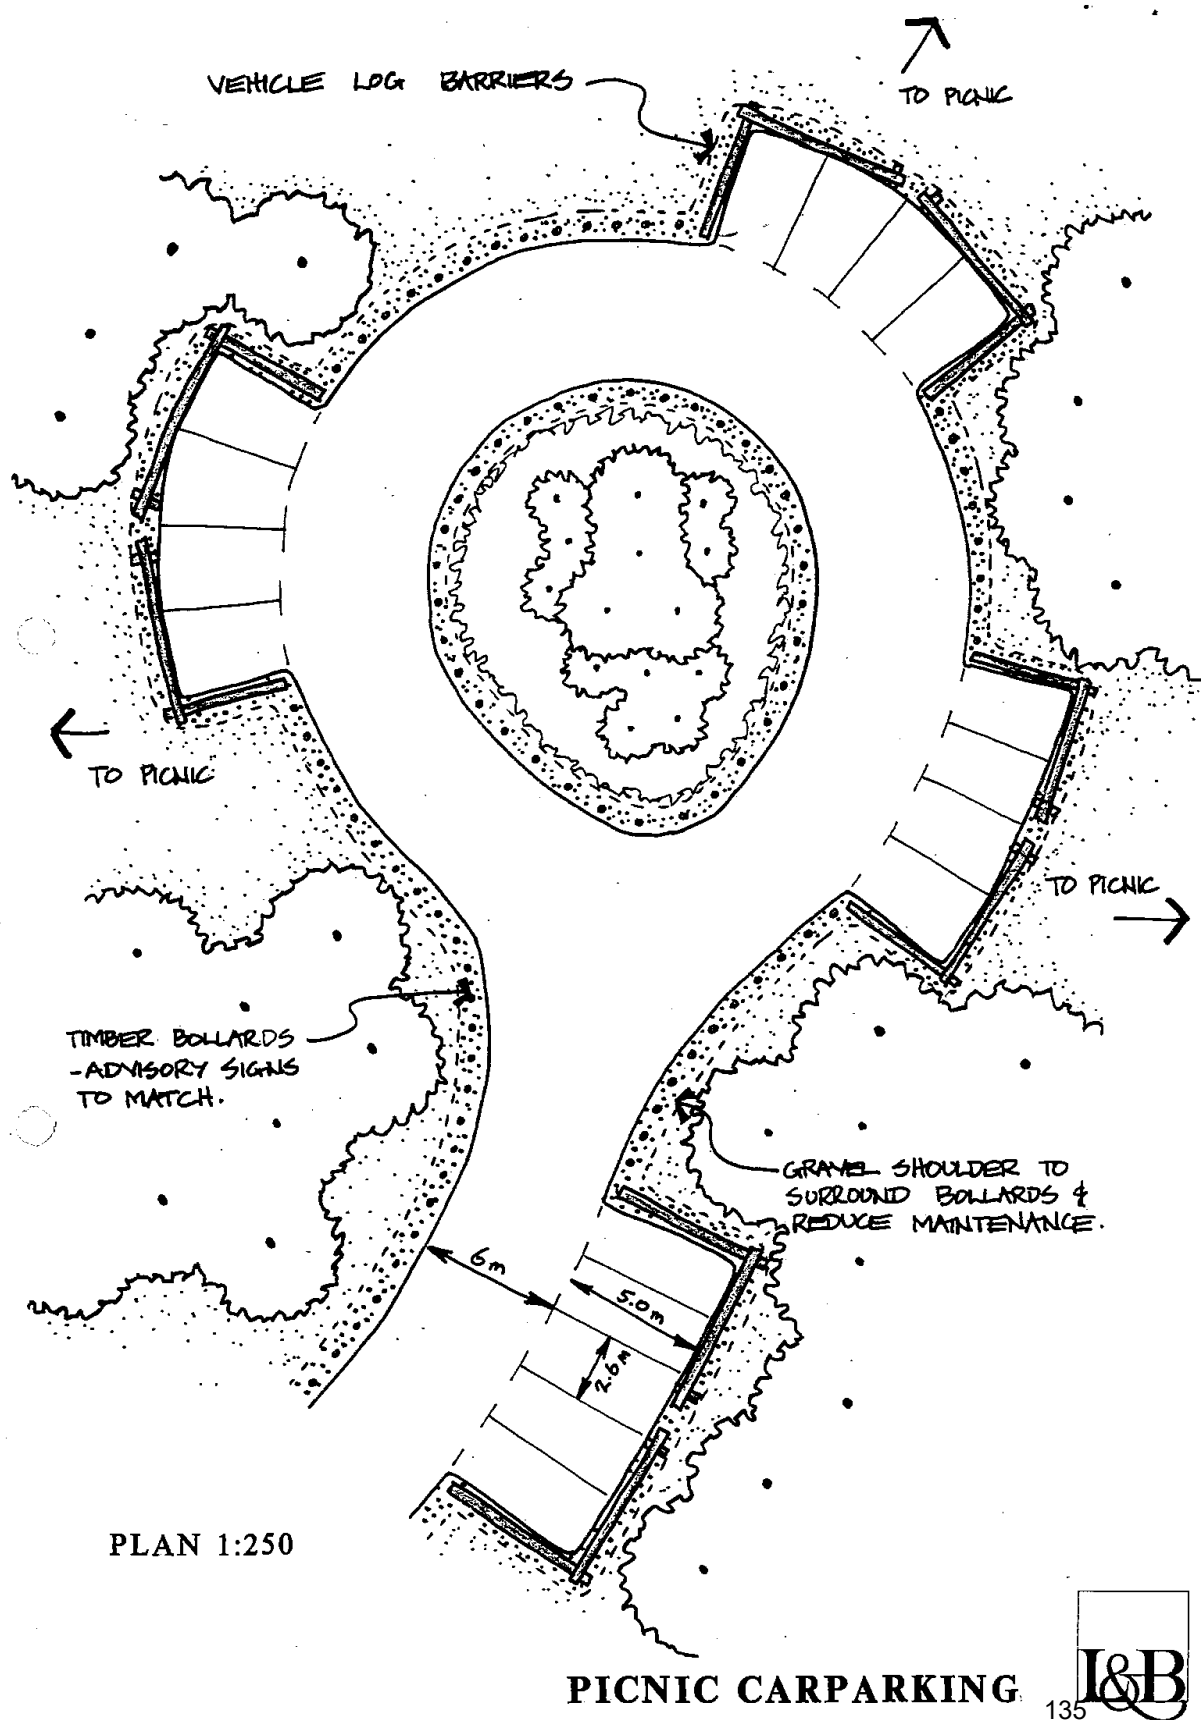 TO PICNIC
VEHICLE LOG BARRIERS
TO PICNIC
TO PICNIC
TIMBER BOLLARDS
-ADVISORY SIGNS
TO MATCH.
GRAVEL SHOULDER TO
SURROUND BOLLARDS &
REDUCE MAINTENANCE.
6m
5.0m
2.6m
PLAN 1:250
PICNIC CARPARKING
135
I&B